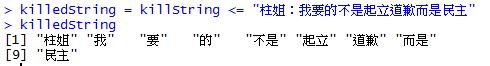 > killedString = killString <= "柱姐：我要的不是起立道歉而是民主"
> killedString
[1] "柱姐" "我" "要" "的" "不是" "起立" "道歉" "而是"
[9] "民主"